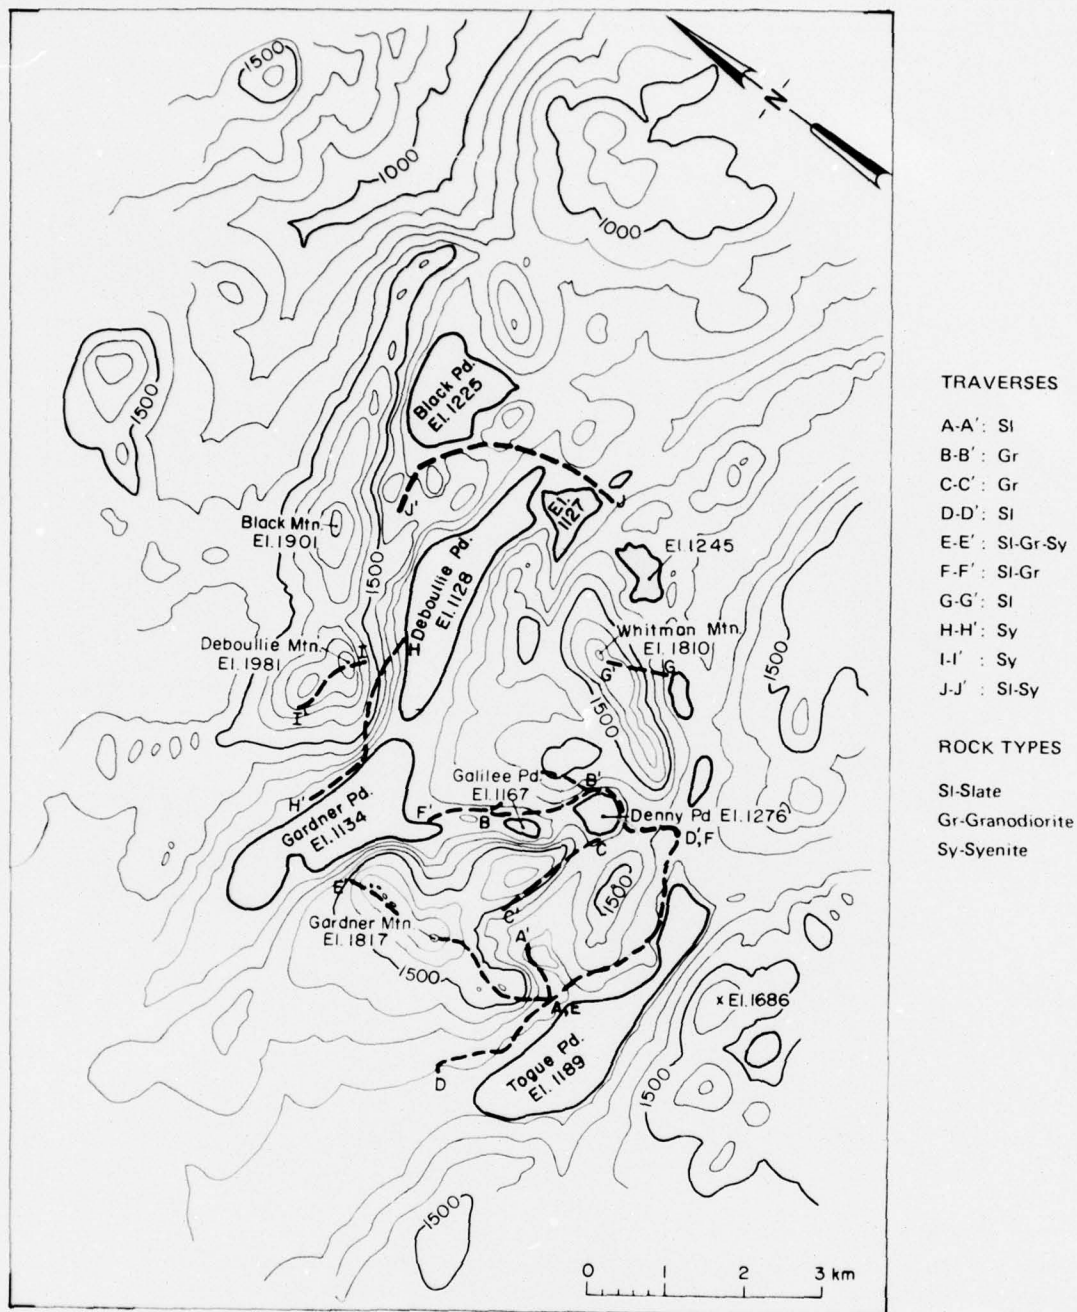 1500
-N-
1000
1000
1500
Black Pd.
El. 1225
J'
J
El.
1127
Black Mtn.
El. 1901
1500
Deboullie Pd.
El. 1128
El. 1245
Deboullie Mtn.
El. 1981
I
H
Whitman Mtn.
El. 1810
G'
G
1500
I'
1500
H'
Gardner Pd.
El. 1134
Galilee Pd.
El. 1167
B'
F'
B
Denny Pd El. 1276
D', F
C
E'
C'
1500
Gardner Mtn.
El. 1817
A'
1500
A, E
x El. 1686
D
Togue Pd.
El. 1189
1500
1500
0 1 2 3 km
TRAVERSES
A-A' : Sl
B-B' : Gr
C-C' : Gr
D-D' : Sl
E-E' : Sl-Gr-Sy
F-F' : Sl-Gr
G-G' : Sl
H-H' : Sy
I-I' : Sy
J-J' : Sl-Sy
ROCK TYPES
Sl-Slate
Gr-Granodiorite
Sy-Syenite